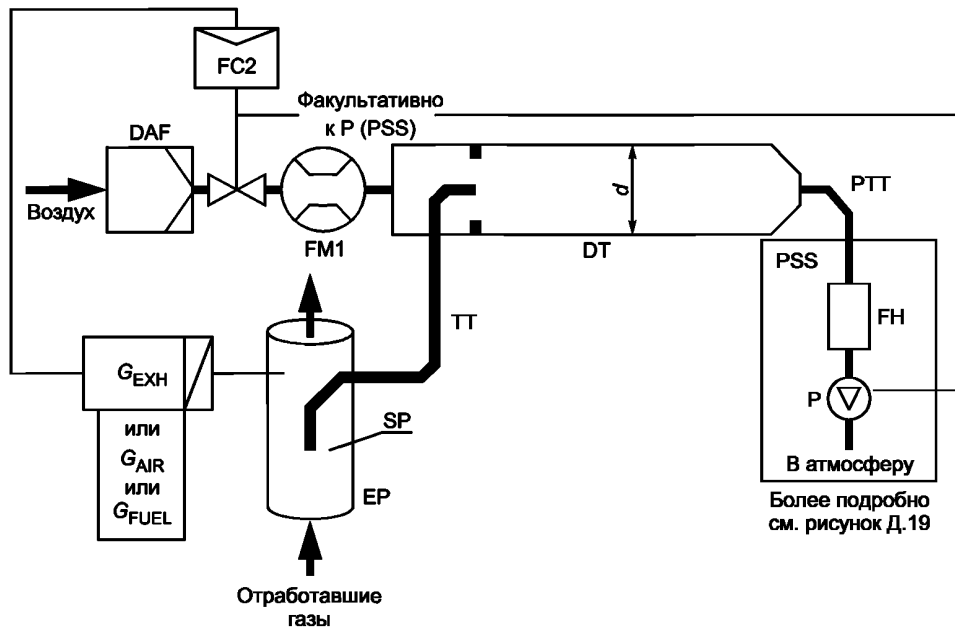 FC2
Факультативно
к P (PSS)
DAF
Воздух
FM1
d
DT
PTT
PSS
FH
P
В атмосферу
Более подробно
см. рисунок Д.19
TT
G_EXH
или
G_AIR
или
G_FUEL
SP
EP
Отработавшие
газы